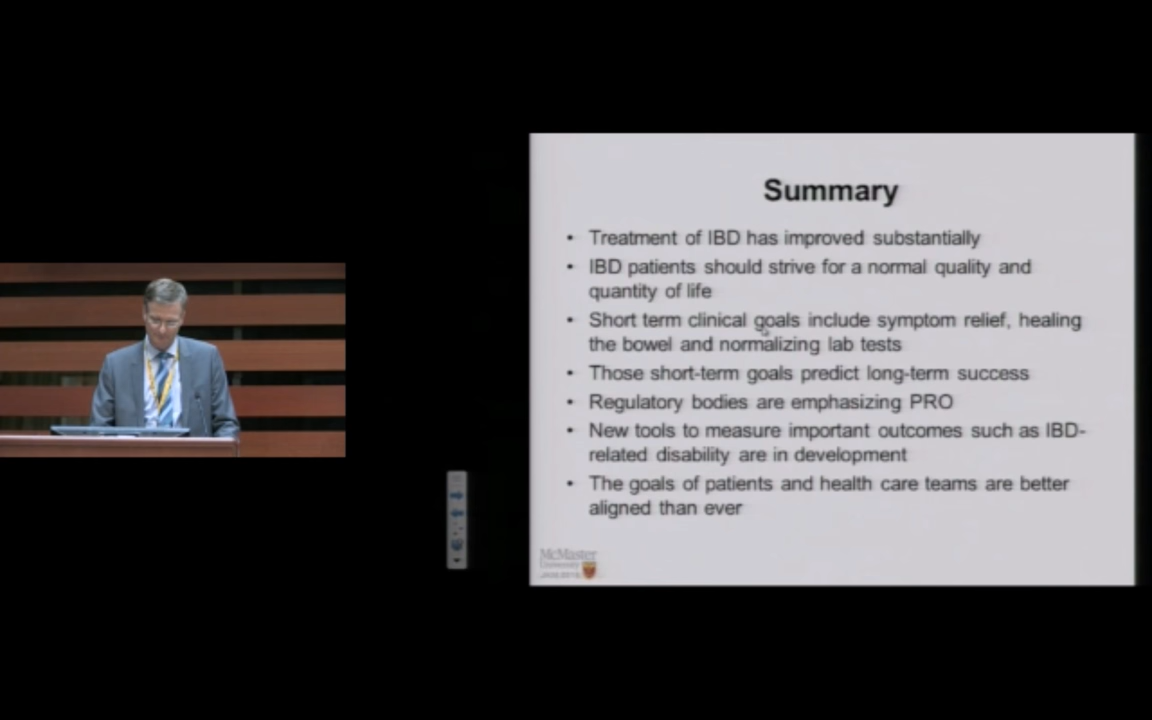 Summary
• Treatment of IBD has improved substantially
• IBD patients should strive for a normal quality and
quantity of life
• Short term clinical goals include symptom relief, healing
the bowel and normalizing lab tests
• Those short-term goals predict long-term success
• Regulatory bodies are emphasizing PRO
• New tools to measure important outcomes such as IBD-
related disability are in development
• The goals of patients and health care teams are better
aligned than ever
McMaster
University